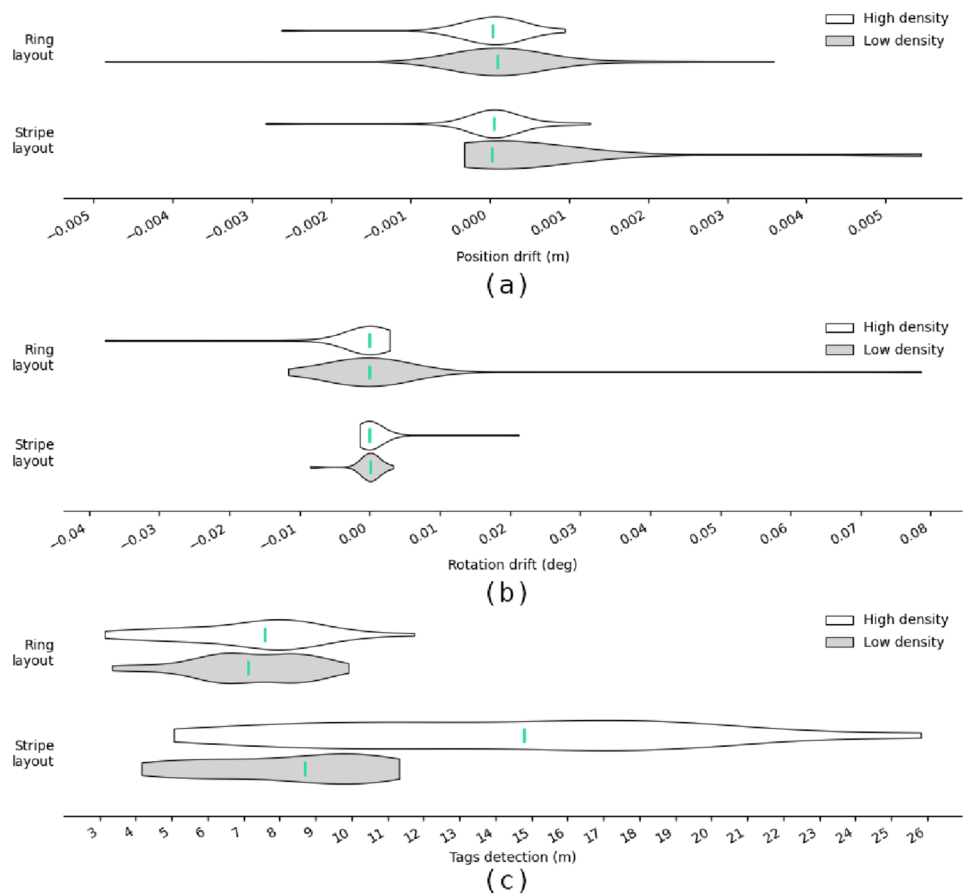 High density
Low density
Ring
layout
Stripe
layout
−0.005 −0.004 −0.003 −0.002 −0.001 0.000 0.001 0.002 0.003 0.004 0.005
Position drift (m)
(a)
High density
Low density
Ring
layout
Stripe
layout
−0.04 −0.03 −0.02 −0.01 0.00 0.01 0.02 0.03 0.04 0.05 0.06 0.07 0.08
Rotation drift (deg)
(b)
High density
Low density
Ring
layout
Stripe
layout
3 4 5 6 7 8 9 10 11 12 13 14 15 16 17 18 19 20 21 22 23 24 25 26
Tags detection (m)
(c)